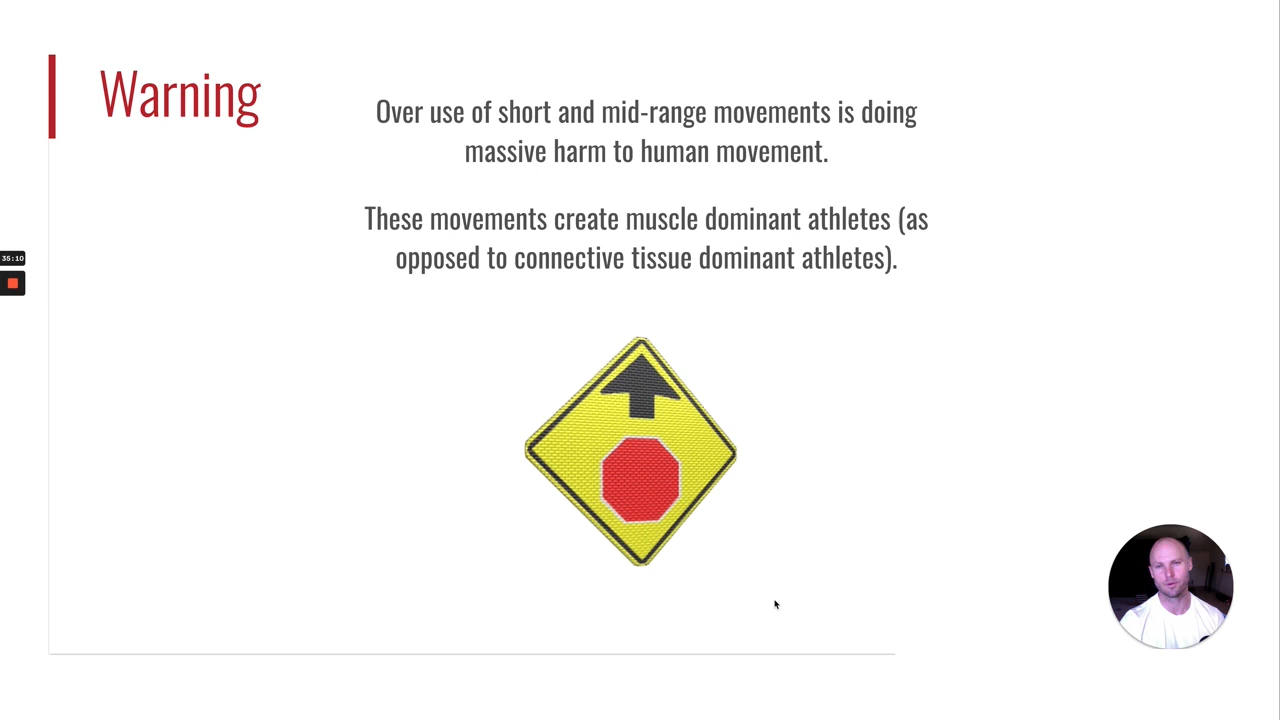 Warning
Over use of short and mid-range movements is doing
massive harm to human movement.
These movements create muscle dominant athletes (as
opposed to connective tissue dominant athletes).
35:10